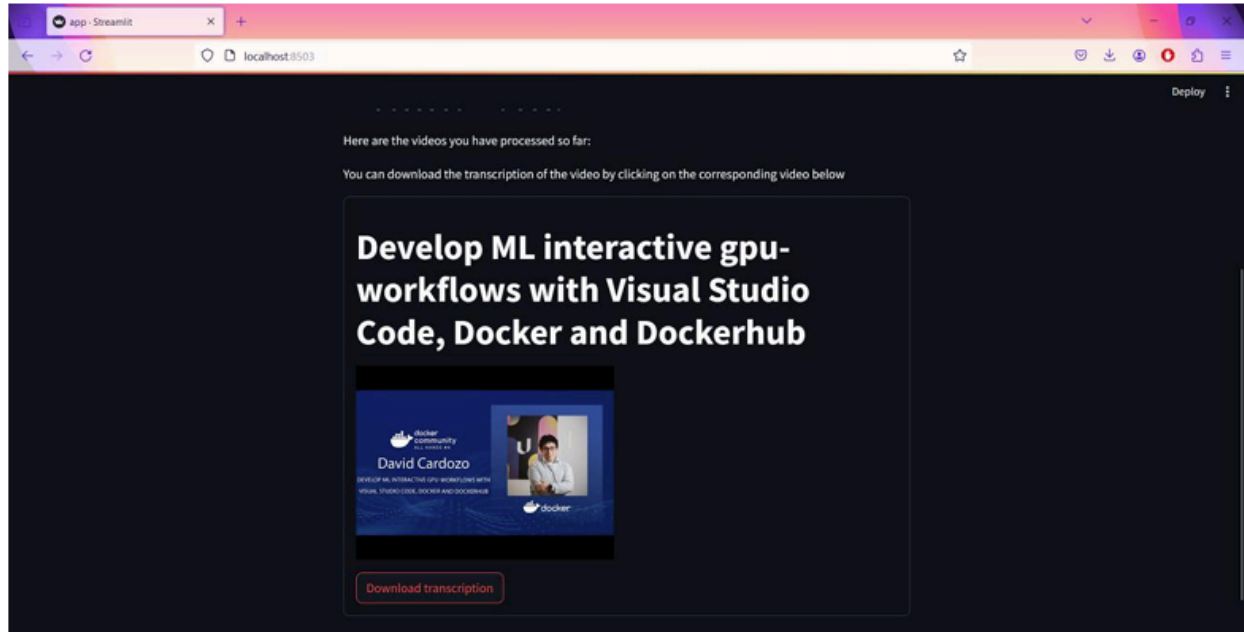 app · Streamlit
localhost:8503
Deploy
Here are the videos you have processed so far:
You can download the transcription of the video by clicking on the corresponding video below
Develop ML interactive gpu-
workflows with Visual Studio
Code, Docker and Dockerhub
docker
community
ALL HANDS
David Cardozo
DEVELOP ML INTERACTIVE GPU-WORKFLOWS WITH
VISUAL STUDIO CODE, DOCKER AND DOCKERHUB
U
docker
Download transcription